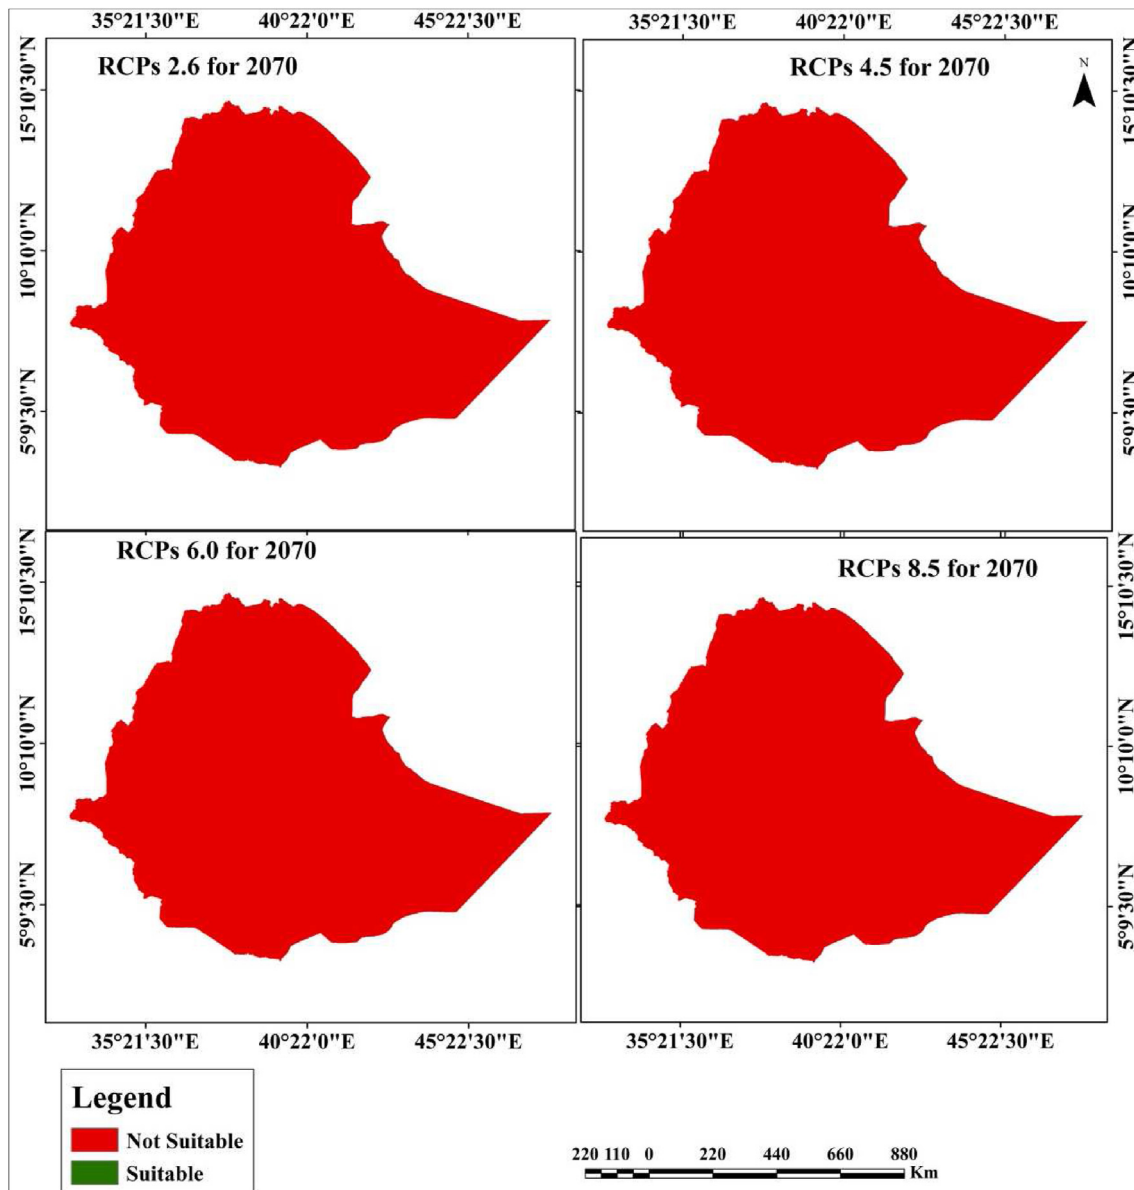 35°21'30"E 40°22'0"E 45°22'30"E 35°21'30"E 40°22'0"E 45°22'30"E
RCPs 2.6 for 2070
RCPs 4.5 for 2070
N
15°10'30"N
10°10'0"N
5°9'30"N
15°10'30"N
10°10'0"N
5°9'30"N
RCPs 6.0 for 2070
RCPs 8.5 for 2070
15°10'30"N
10°10'0"N
5°9'30"N
15°10'30"N
10°10'0"N
5°9'30"N
35°21'30"E 40°22'0"E 45°22'30"E 35°21'30"E 40°22'0"E 45°22'30"E
Legend
Not Suitable
Suitable
220 110 0 220 440 660 880
Km